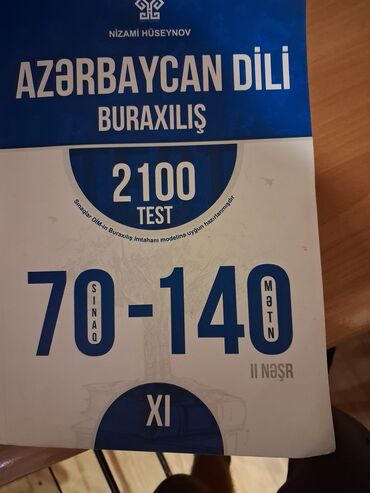 NİZAMİ HÜSEYNOV
AZƏRBAYCAN DİLİ
BURAXILIŞ
2100
TEST
Sınaqlar DİM-in Buraxılış imtahanı modelinə uyğun hazırlanmışdır
70-140
SINAQ
MƏTN
II NƏŞR
XI